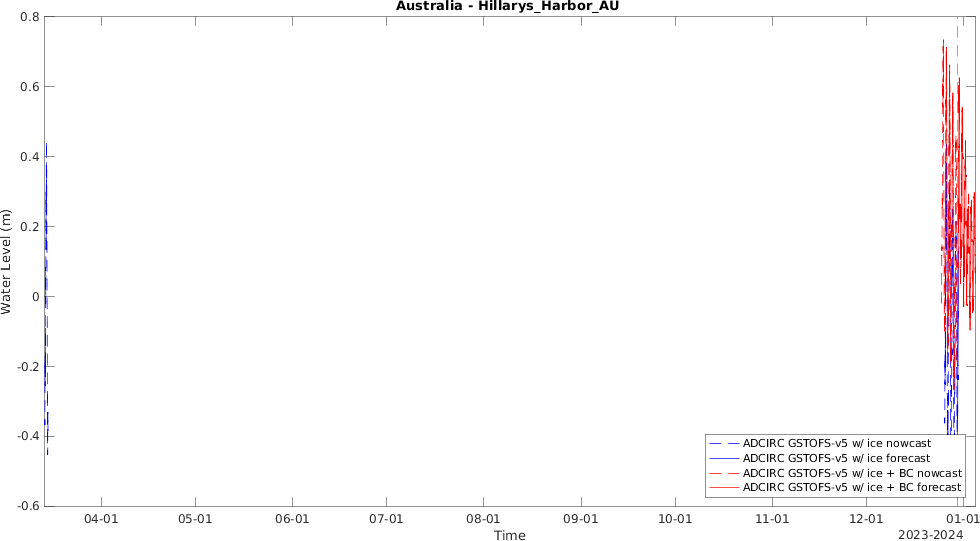 Australia - Hillarys_Harbor_AU
0.8
0.6
0.4
0.2
0
-0.2
-0.4
-0.6
Water Level (m)
04-01 05-01 06-01 07-01 08-01 09-01 10-01 11-01 12-01 01-01
Time
2023-2024
ADCIRC GSTOFS-v5 w/ ice nowcast
ADCIRC GSTOFS-v5 w/ ice forecast
ADCIRC GSTOFS-v5 w/ ice + BC nowcast
ADCIRC GSTOFS-v5 w/ ice + BC forecast